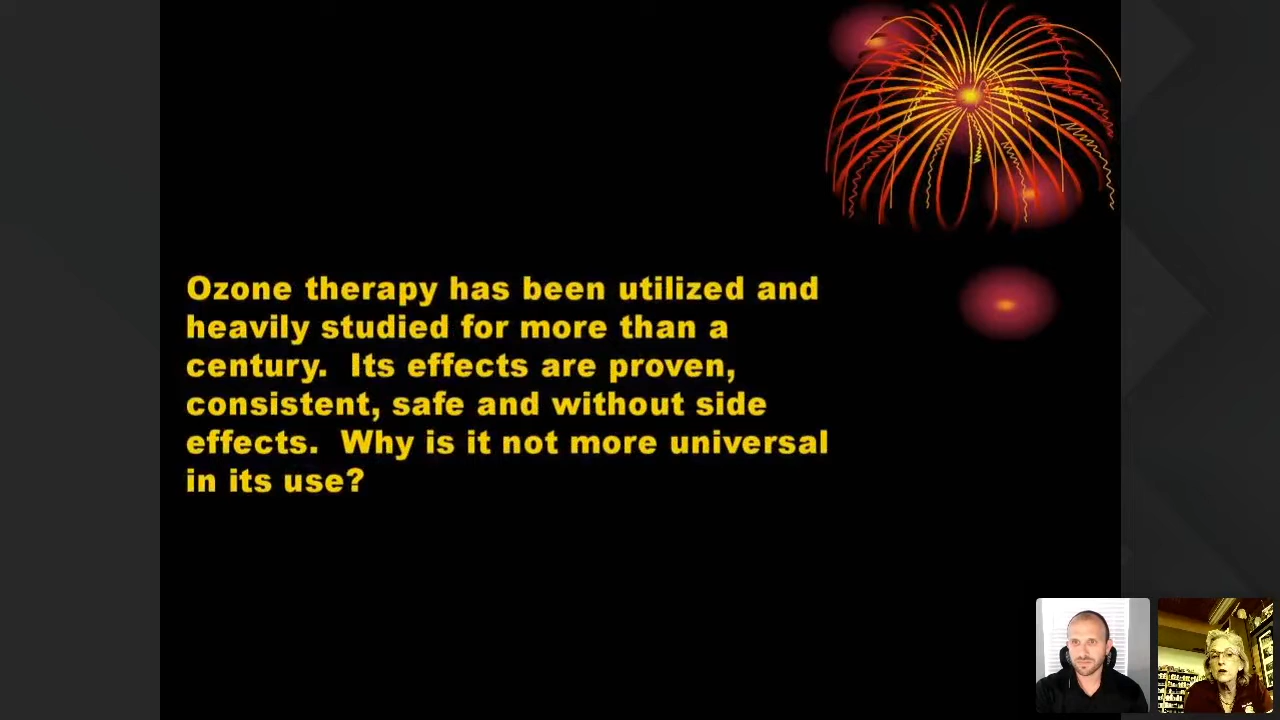 Ozone therapy has been utilized and
heavily studied for more than a
century.  Its effects are proven,
consistent, safe and without side
effects.  Why is it not more universal
in its use?